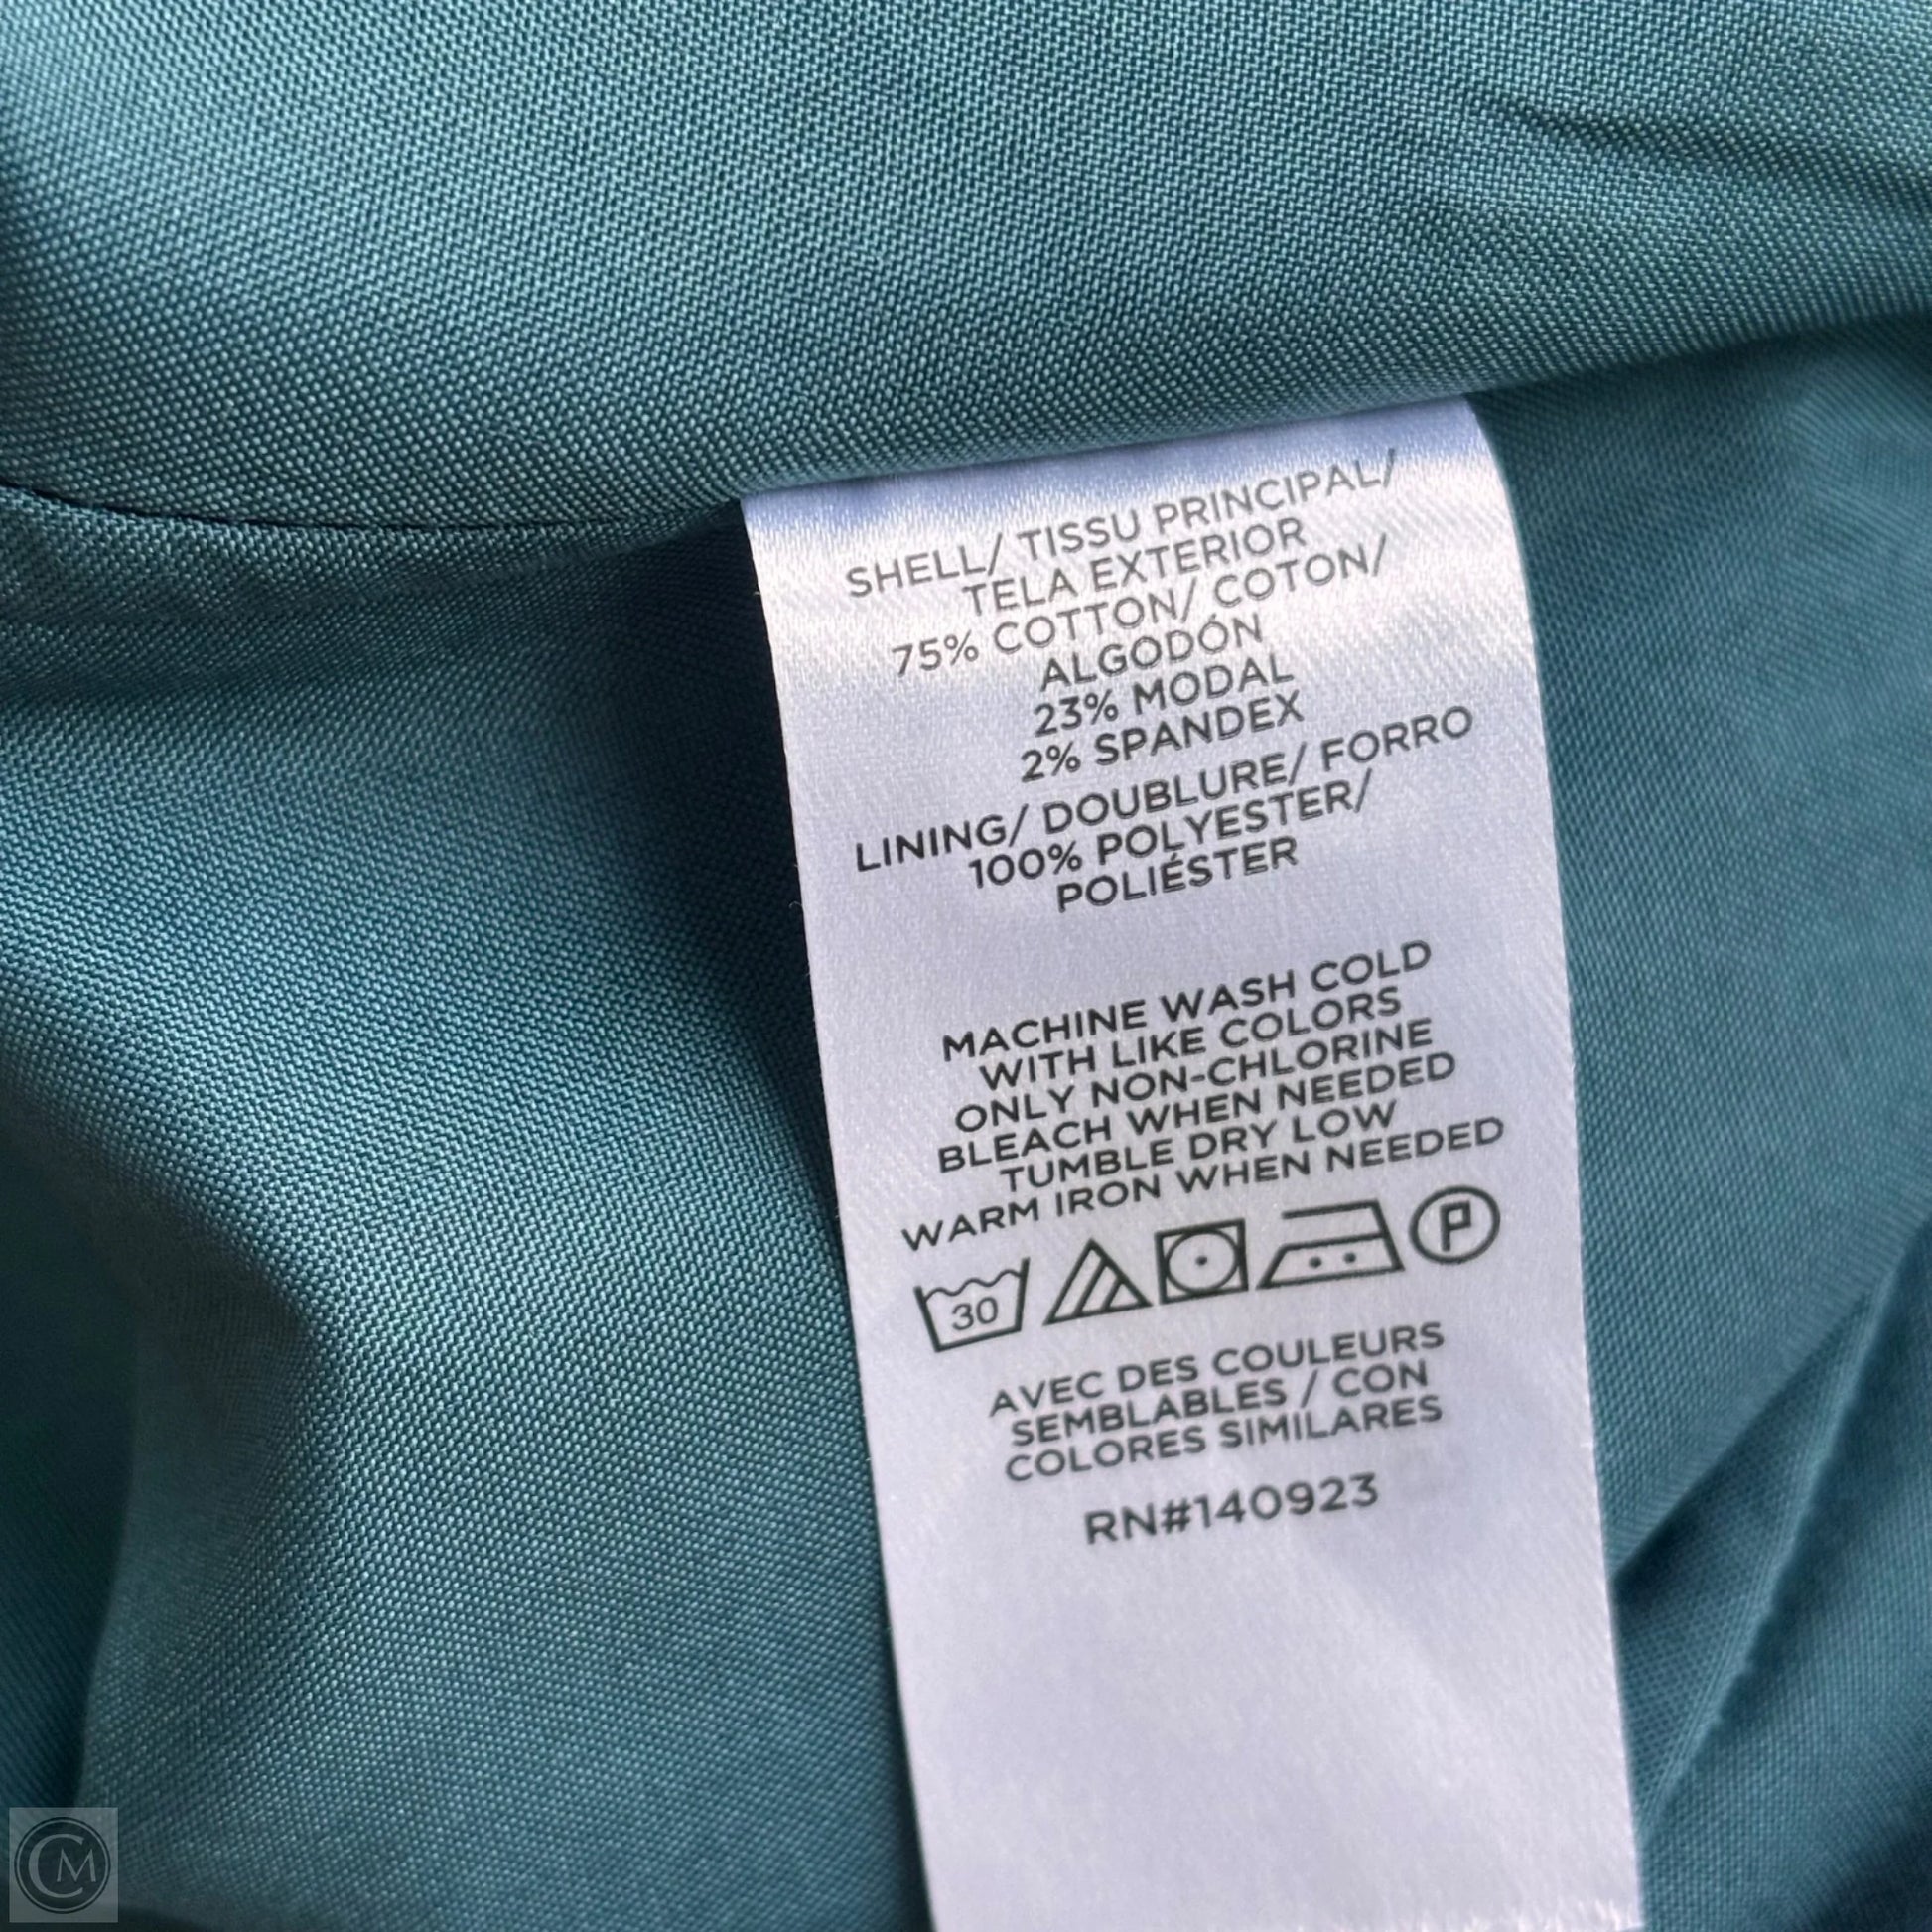 SHELL/ TISSU PRINCIPAL/
TELA EXTERIOR
75% COTTON/ COTON/
ALGODÓN
23% MODAL
2% SPANDEX
LINING/ DOUBLURE/ FORRO
100% POLYESTER/
POLIÉSTER
MACHINE WASH COLD
WITH LIKE COLORS
ONLY NON-CHLORINE
BLEACH WHEN NEEDED
TUMBLE DRY LOW
WARM IRON WHEN NEEDED
30 P
AVEC DES COULEURS
SEMBLABLES / CON
COLORES SIMILARES
RN#140923
CM